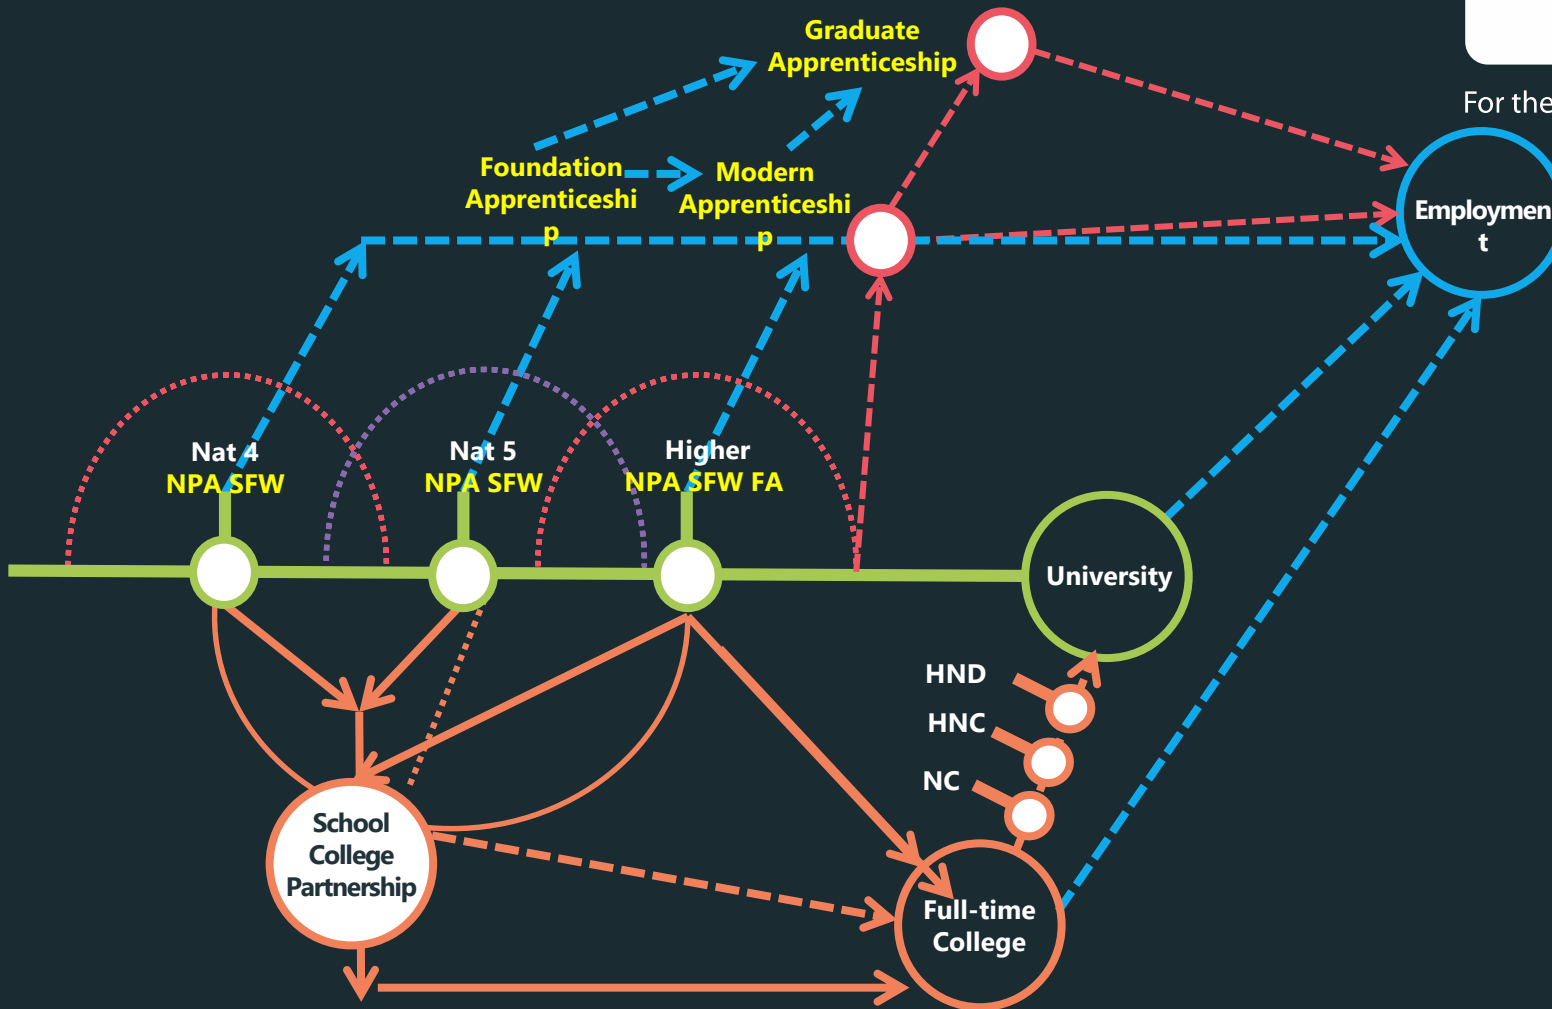 Graduate
Apprenticeship
For the
Foundation
Apprenticeshi
p
Modern
Apprenticeshi
p
Employmen
t
Nat 4
NPA SFW
Nat 5
NPA SFW
Higher
NPA SFW FA
University
HND
HNC
NC
School
College
Partnership
Full-time
College